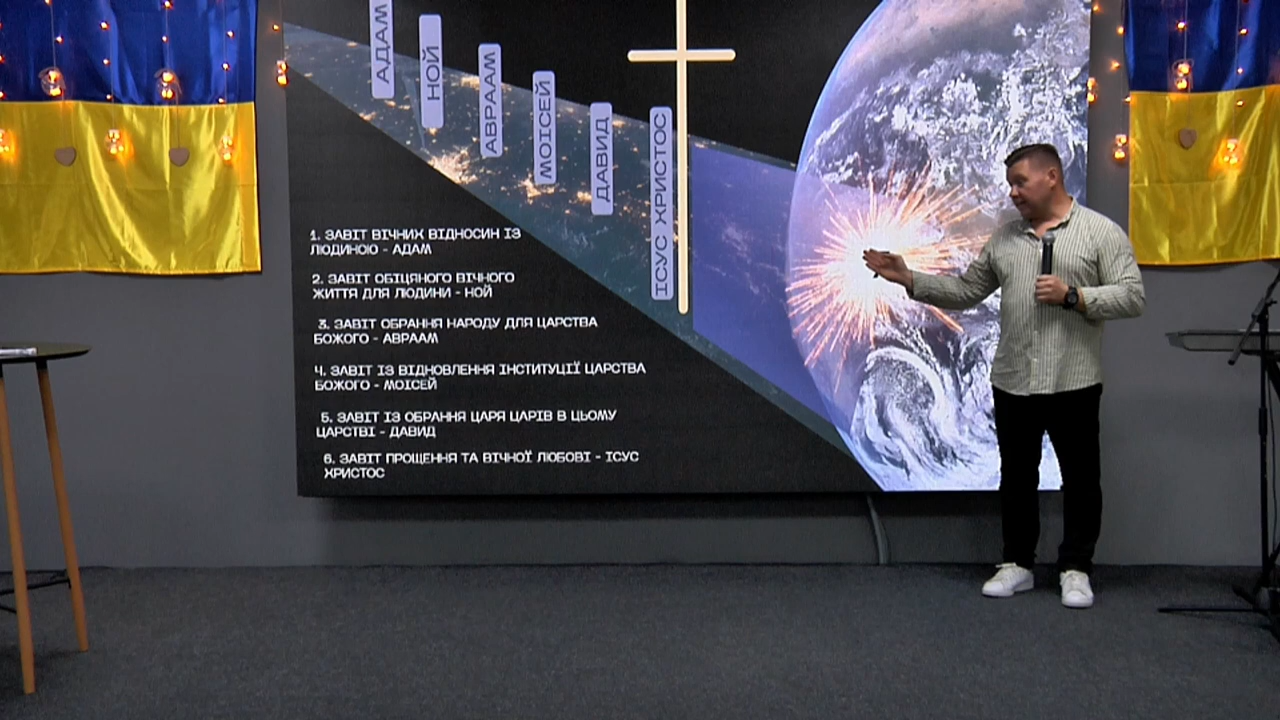 АДАМ
НОЙ
АВРААМ
МОІСЕЙ
ДАВИД
ІСУС ХРИСТОС
1. ЗАВІТ ВІЧНИХ ВІДНОСИН ІЗ
ЛЮДИНОЮ - АДАМ
2. ЗАВІТ ОБІЦЯНОГО ВІЧНОГО
ЖИТТЯ ДЛЯ ЛЮДИНИ - НОЙ
3. ЗАВІТ ОБРАННЯ НАРОДУ ДЛЯ ЦАРСТВА
БОЖОГО - АВРААМ
4. ЗАВІТ ІЗ ВІДНОВЛЕННЯ ІНСТИТУЦІЇ ЦАРСТВА
БОЖОГО - МОІСЕЙ
5. ЗАВІТ ІЗ ОБРАННЯ ЦАРЯ ЦАРІВ В ЦЬОМУ
ЦАРСТВІ - ДАВИД
6. ЗАВІТ ПРОЩЕННЯ ТА ВІЧНОЇ ЛЮБОВІ - ІСУС
ХРИСТОС